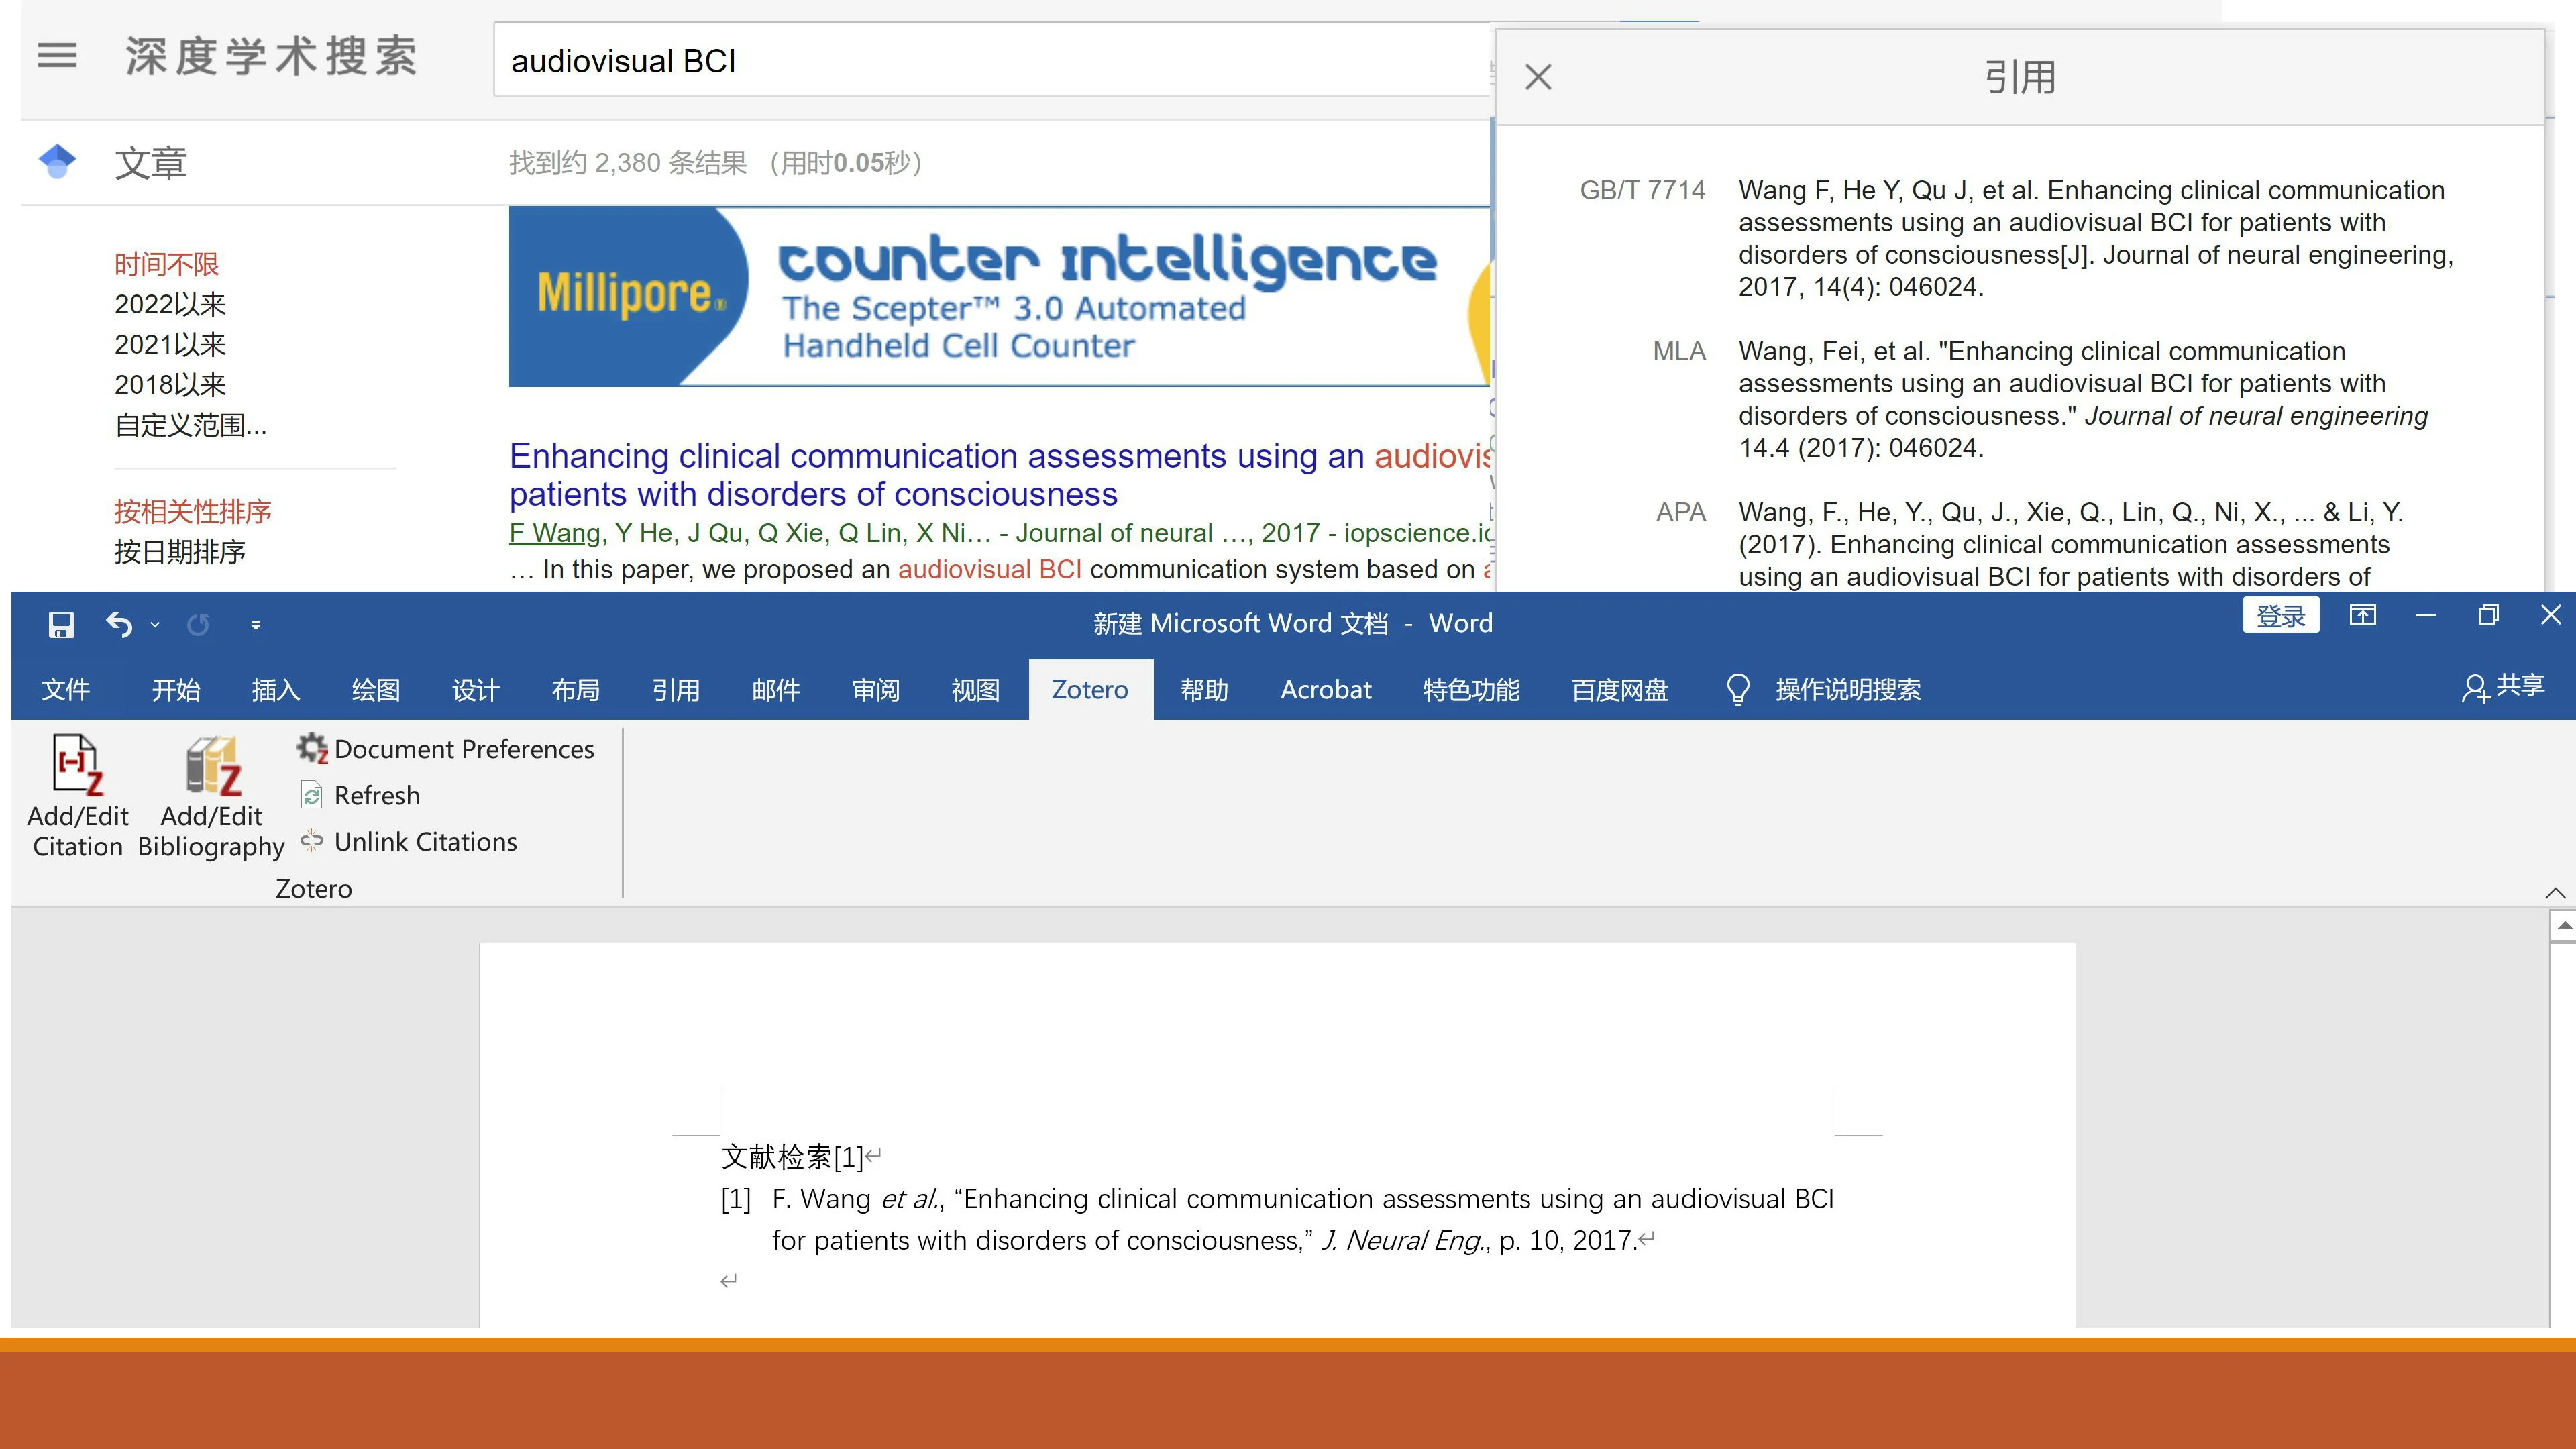 深度学术搜索
audiovisual BCI
文章
找到约 2,380 条结果 （用时0.05秒）
时间不限
2022以来
2021以来
2018以来
自定义范围...
按相关性排序
按日期排序
Millipore®
counter intelligence
The Scepter™ 3.0 Automated
Handheld Cell Counter
Enhancing clinical communication assessments using an audiovis
patients with disorders of consciousness
F Wang, Y He, J Qu, Q Xie, Q Lin, X Ni… - Journal of neural …, 2017 - iopscience.io
… In this paper, we proposed an audiovisual BCI communication system based on
引用
GB/T 7714
Wang F, He Y, Qu J, et al. Enhancing clinical communication
assessments using an audiovisual BCI for patients with
disorders of consciousness[J]. Journal of neural engineering,
2017, 14(4): 046024.
MLA
Wang, Fei, et al. "Enhancing clinical communication
assessments using an audiovisual BCI for patients with
disorders of consciousness." Journal of neural engineering
14.4 (2017): 046024.
APA
Wang, F., He, Y., Qu, J., Xie, Q., Lin, Q., Ni, X., ... & Li, Y.
(2017). Enhancing clinical communication assessments
using an audiovisual BCI for patients with disorders of
新建 Microsoft Word 文档 - Word
登录
文件 开始 插入 绘图 设计 布局 引用 邮件 审阅 视图 Zotero 帮助 Acrobat 特色功能 百度网盘 操作说明搜索 共享
Add/Edit
Citation
Add/Edit
Bibliography
Document Preferences
Refresh
Unlink Citations
Zotero
文献检索[1]
[1] F. Wang et al., “Enhancing clinical communication assessments using an audiovisual BCI
for patients with disorders of consciousness,” J. Neural Eng., p. 10, 2017.